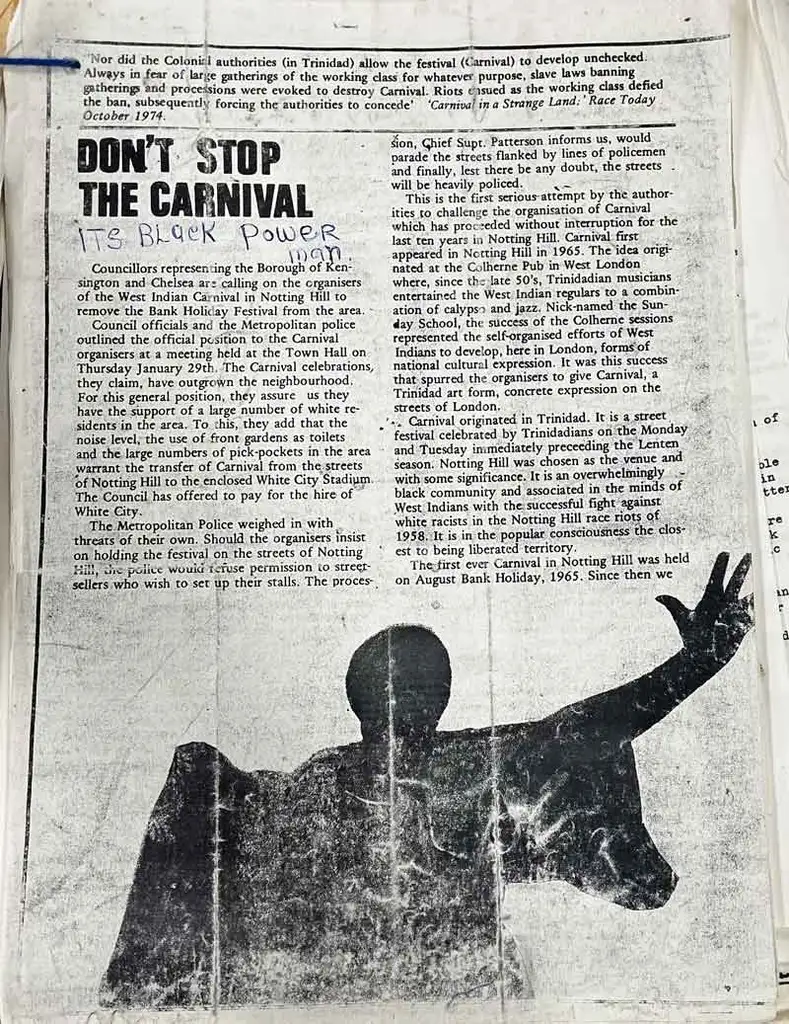 'Nor did the Colonial authorities (in Trinidad) allow the festival (Carnival) to develop unchecked.
Always in fear of large gatherings of the working class for whatever purpose, slave laws banning
gatherings and processions were evoked to destroy Carnival. Riots ensued as the working class defied
the ban, subsequently forcing the authorities to concede' 'Carnival in a Strange Land:' Race Today
October 1974.
DON'T STOP
THE CARNIVAL
ITS BLacK POWER
man.
Councillors representing the Borough of Ken-
sington and Chelsea are calling on the organisers
of the West Indian Carnival in Notting Hill to
remove the Bank Holiday Festival from the area.
Council officials and the Metropolitan police
outlined the official position to the Carnival
organisers at a meeting held at the Town Hall on
Thursday January 29th. The Carnival celebrations,
they claim, have outgrown the neighbourhood.
For this general position, they assure us they
have the support of a large number of white re-
sidents in the area. To this, they add that the
noise level, the use of front gardens as toilets
and the large numbers of pick-pockets in the area
warrant the transfer of Carnival from the streets
of Notting Hill to the enclosed White City Stadium.
The Council has offered to pay for the hire of
White City.
The Metropolitan Police weighed in with
threats of their own. Should the organisers insist
on holding the festival on the streets of Notting
Hill, the police would refuse permission to street-
sellers who wish to set up their stalls. The proces-
sion, Chief Supt. Patterson informs us, would
parade the streets flanked by lines of policemen
and finally, lest there be any doubt, the streets
will be heavily policed.
This is the first serious attempt by the author-
ities to challenge the organisation of Carnival
which has proceeded without interruption for the
last ten years in Notting Hill. Carnival first
appeared in Notting Hill in 1965. The idea origi-
nated at the Colherne Pub in West London
where, since the late 50's, Trinidadian musicians
entertained the West Indian regulars to a combin-
ation of calypso and jazz. Nick-named the Sun-
day School, the success of the Colherne sessions
represented the self-organised efforts of West
Indians to develop, here in London, forms of
national cultural expression. It was this success
that spurred the organisers to give Carnival, a
Trinidad art form, concrete expression on the
streets of London.
Carnival originated in Trinidad. It is a street
festival celebrated by Trinidadians on the Monday
and Tuesday immediately preceeding the Lenten
season. Notting Hill was chosen as the venue and
with some significance. It is an overwhelmingly
black community and associated in the minds of
West Indians with the successful fight against
white racists in the Notting Hill race riots of
1958. It is in the popular consciousness the clos-
est to being liberated territory.
The first ever Carnival in Notting Hill was held
on August Bank Holiday, 1965. Since then we
of